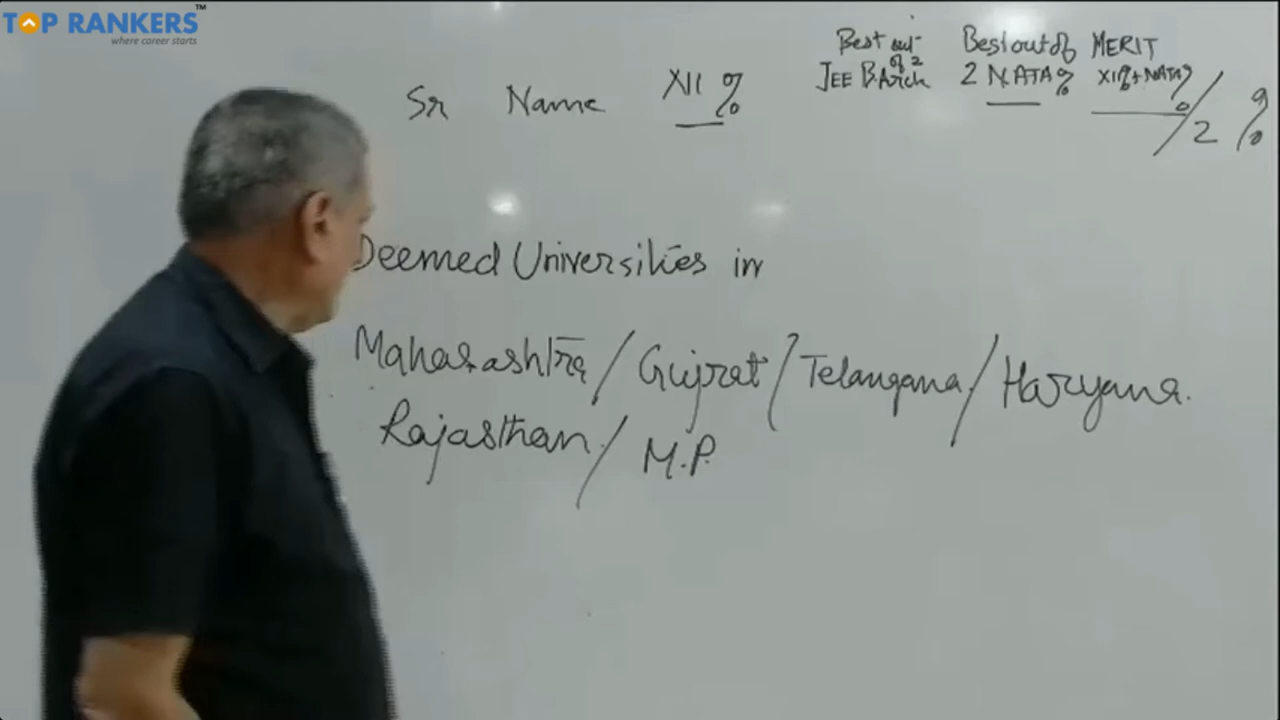 TOP RANKERS™
where career starts
Sr Name XII % Best out of 2 JEE BArch Best out of 2 NATA % MERIT XII%+NATA% / 2 %
Deemed Universities in
Maharashtra / Gujrat / Telangana / Haryana.
Rajasthan / M.P.